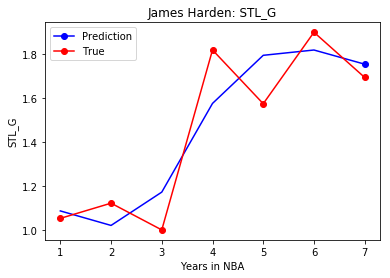 James Harden: STL_G
Prediction
True
1.8
1.6
1.4
1.2
1.0
STL_G
1 2 3 4 5 6 7
Years in NBA